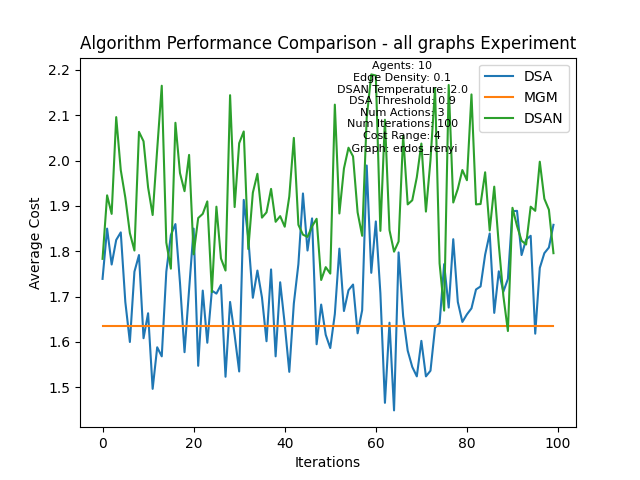 Algorithm Performance Comparison - all graphs Experiment
Agents: 10
Edge Density: 0.1
DSAN Temperature: 2.0
DSA Threshold: 0.9
Num Actions: 3
Num Iterations: 100
Cost Range: 4
Graph: erdos_renyi
DSA
MGM
DSAN
Average Cost
2.2
2.1
2.0
1.9
1.8
1.7
1.6
1.5
0
20
40
60
80
100
Iterations